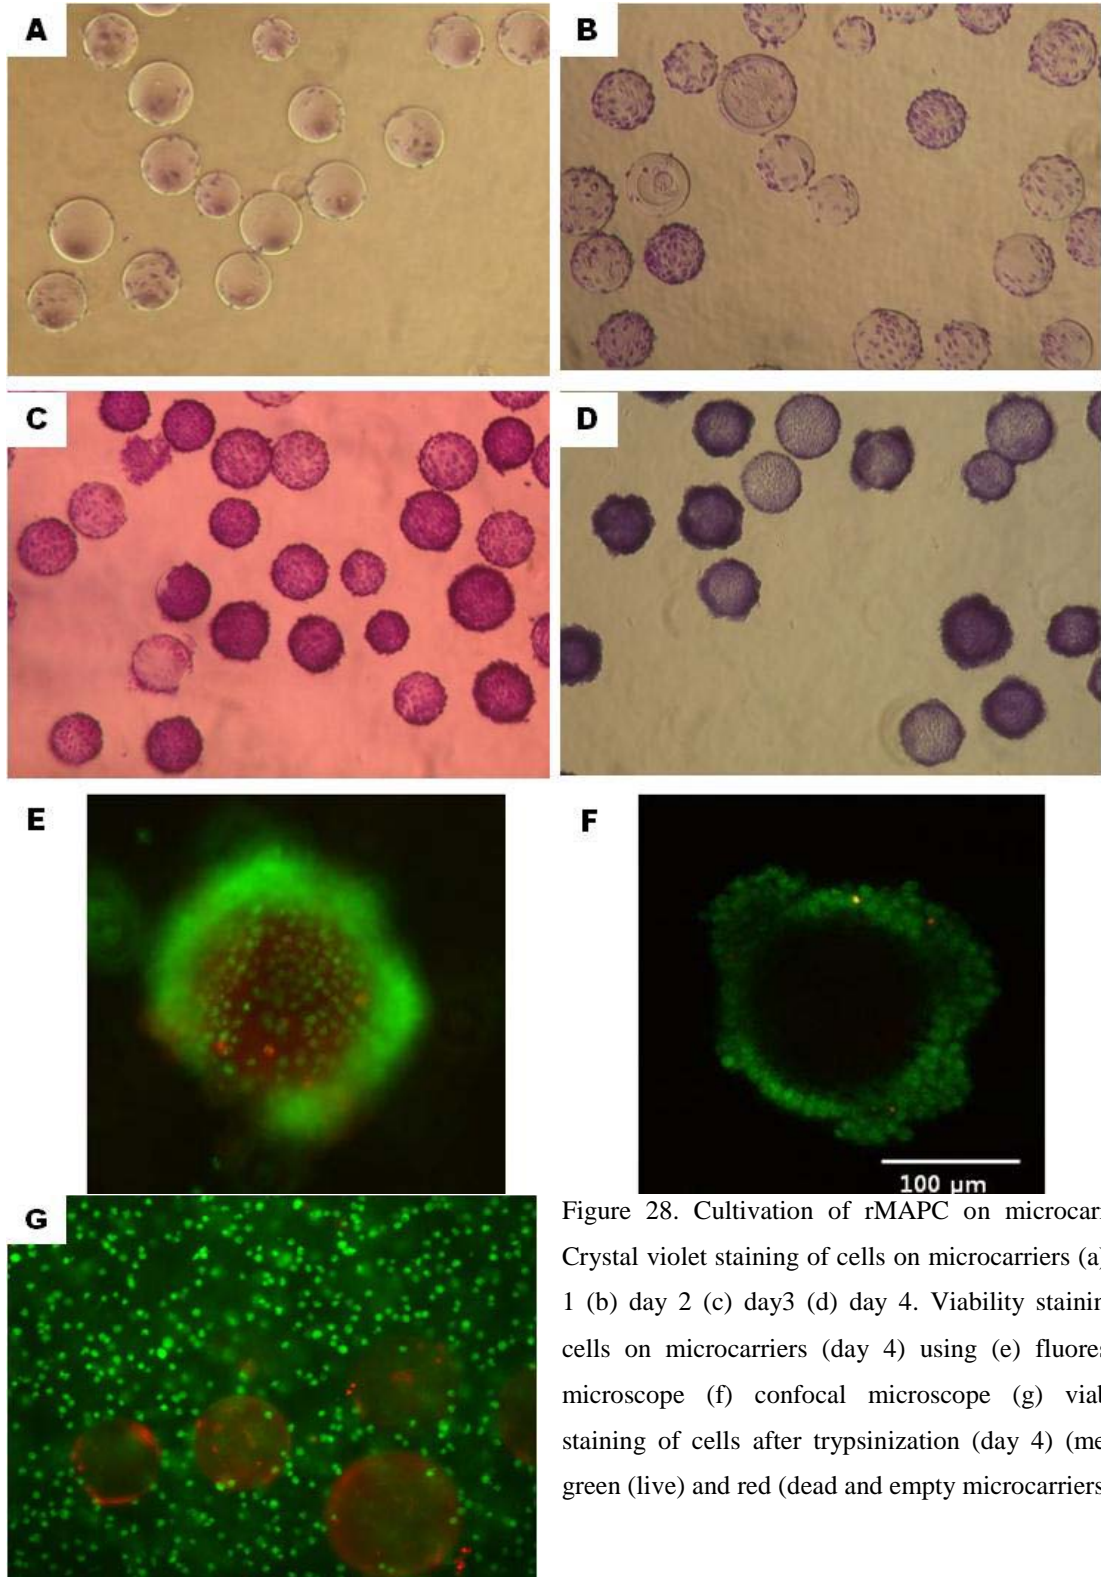 A
B
C
D
E
F
100 µm
G
Figure 28. Cultivation of rMAPC on microcarri
Crystal violet staining of cells on microcarriers (a)
1 (b) day 2 (c) day3 (d) day 4. Viability stainin
cells on microcarriers (day 4) using (e) fluores
microscope (f) confocal microscope (g) viab
staining of cells after trypsinization (day 4) (me
green (live) and red (dead and empty microcarriers